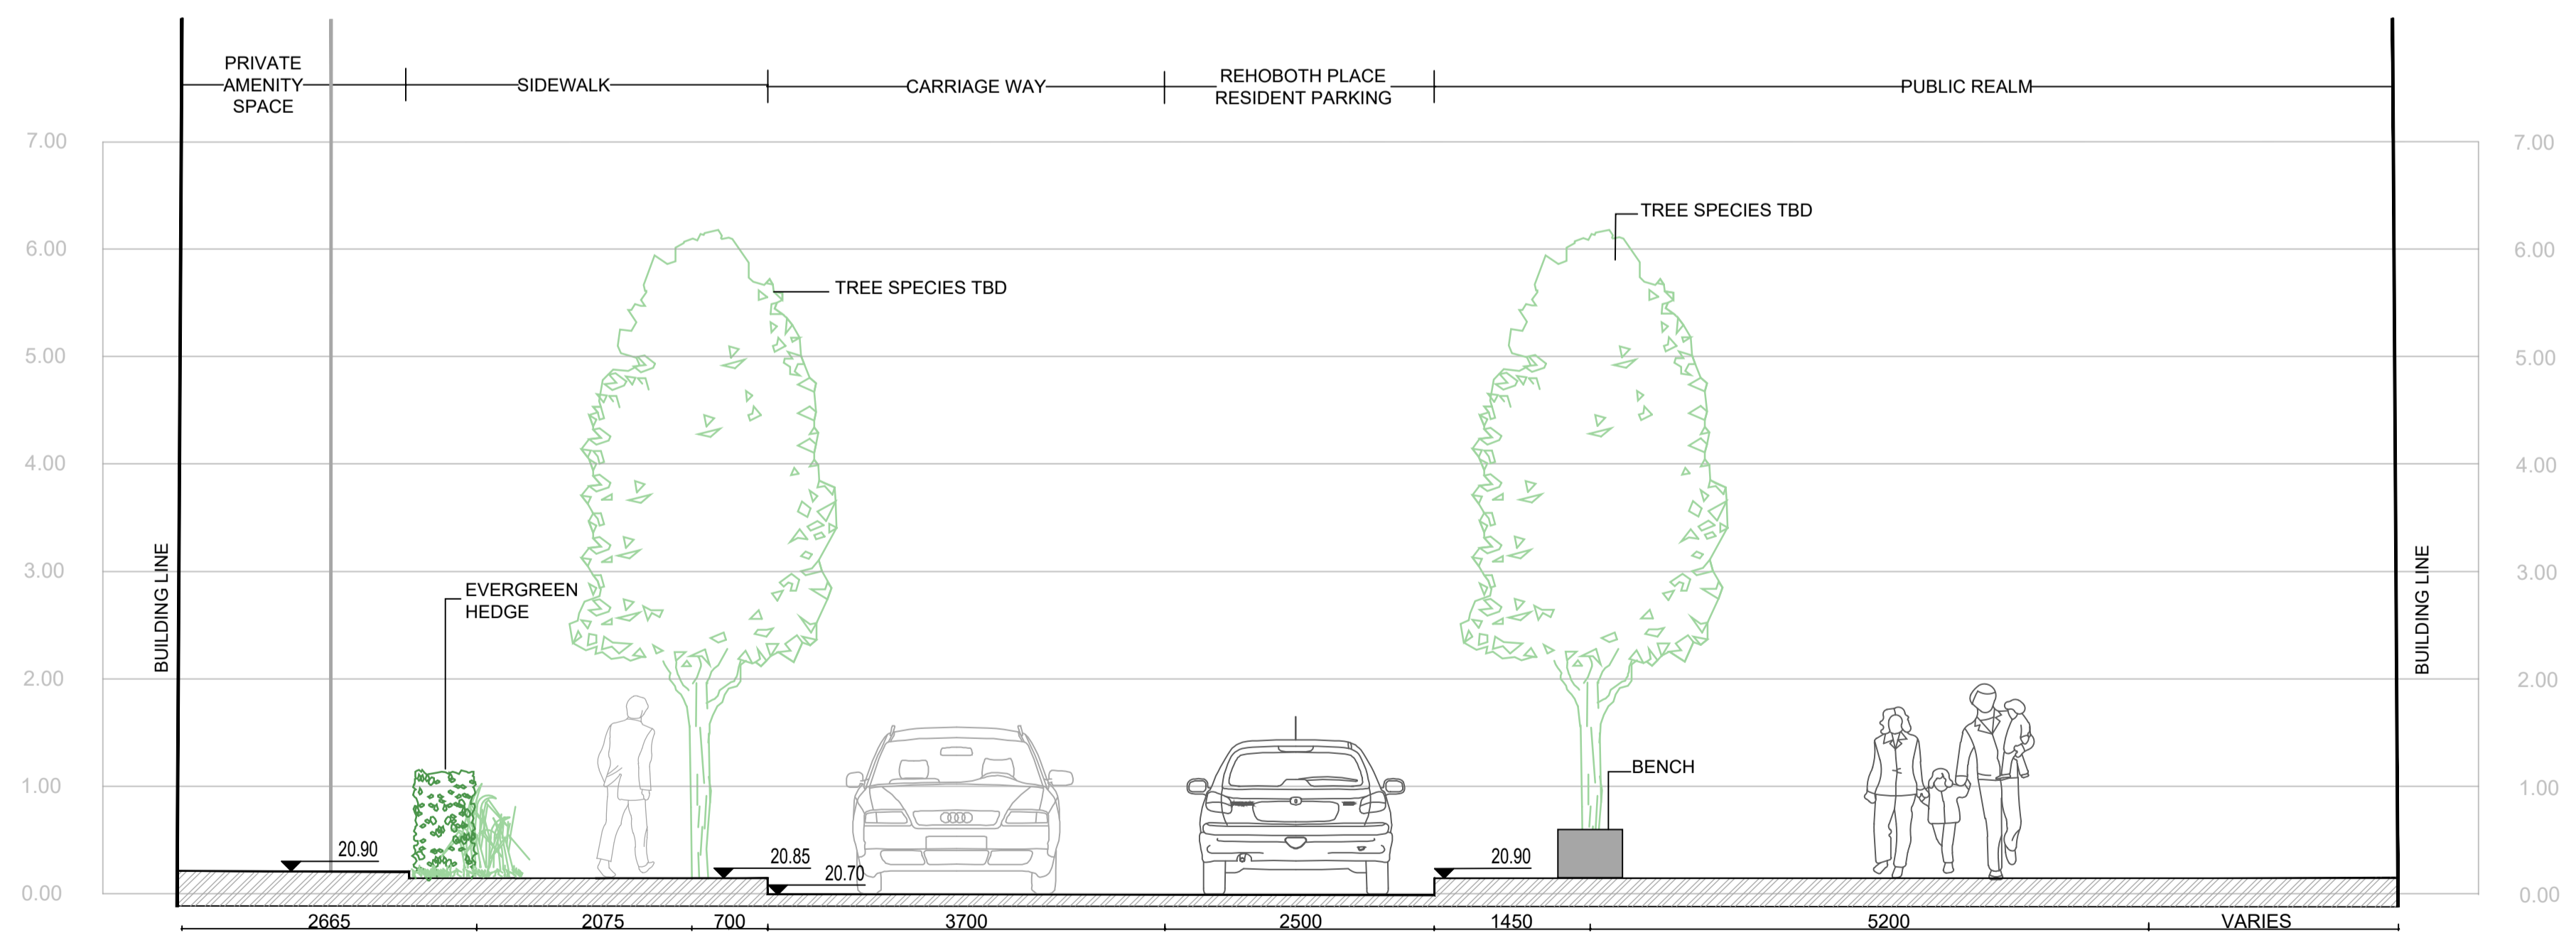 PRIVATE
AMENITY
SPACE
SIDEWALK
CARRIAGE WAY
REHOBOTH PLACE
RESIDENT PARKING
PUBLIC REALM
7.00
7.00
TREE SPECIES TBD
6.00
6.00
TREE SPECIES TBD
5.00
5.00
4.00
4.00
BUILDING LINE
BUILDING LINE
3.00
3.00
EVERGREEN
HEDGE
2.00
2.00
BENCH
1.00
1.00
20.90
20.85
20.70
20.90
0.00
0.00
2665
2075
700
3700
2500
1450
5200
VARIES